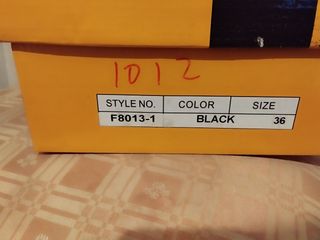 1012
STYLE NO. COLOR SIZE
F8013-1 BLACK 36